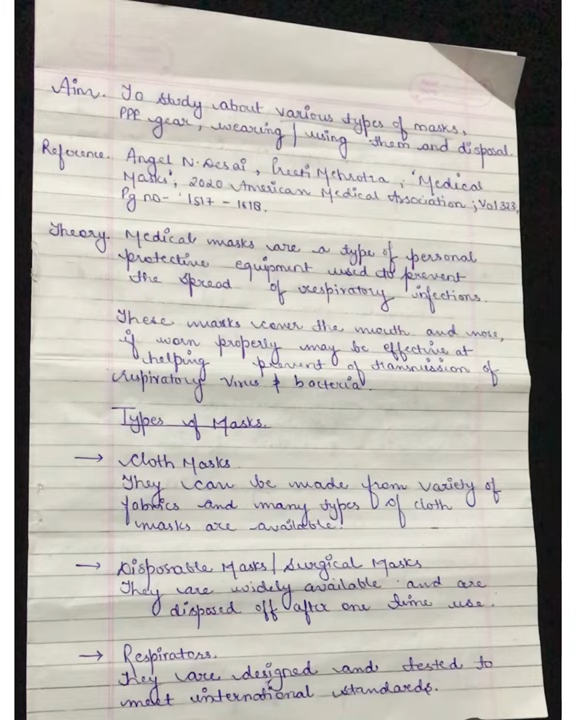 Aim. To study about various types of masks,
PPE gear, wearing / using them and disposal.
Reference. Angel N. Desai, Preeti Mehrotra, 'Medical
Masks', 2020 American Medical Association; Vol 323,
Pg no- 1517 - 1618.
Theory. Medical masks are a type of personal
protective equipment used to prevent
the spread of respiratory infections.
These masks cover the mouth and nose,
if worn properly may be effective at
helping prevent of transmission of
respiratory virus & bacteria.
Types of Masks.
→ Cloth Masks
They can be made from variety of
fabrics and many types of cloth
masks are available.
→ Disposable Masks / Surgical Masks
They are widely available and are
disposed off after one time use.
→ Respirators.
They are designed and tested to
meet international standards.